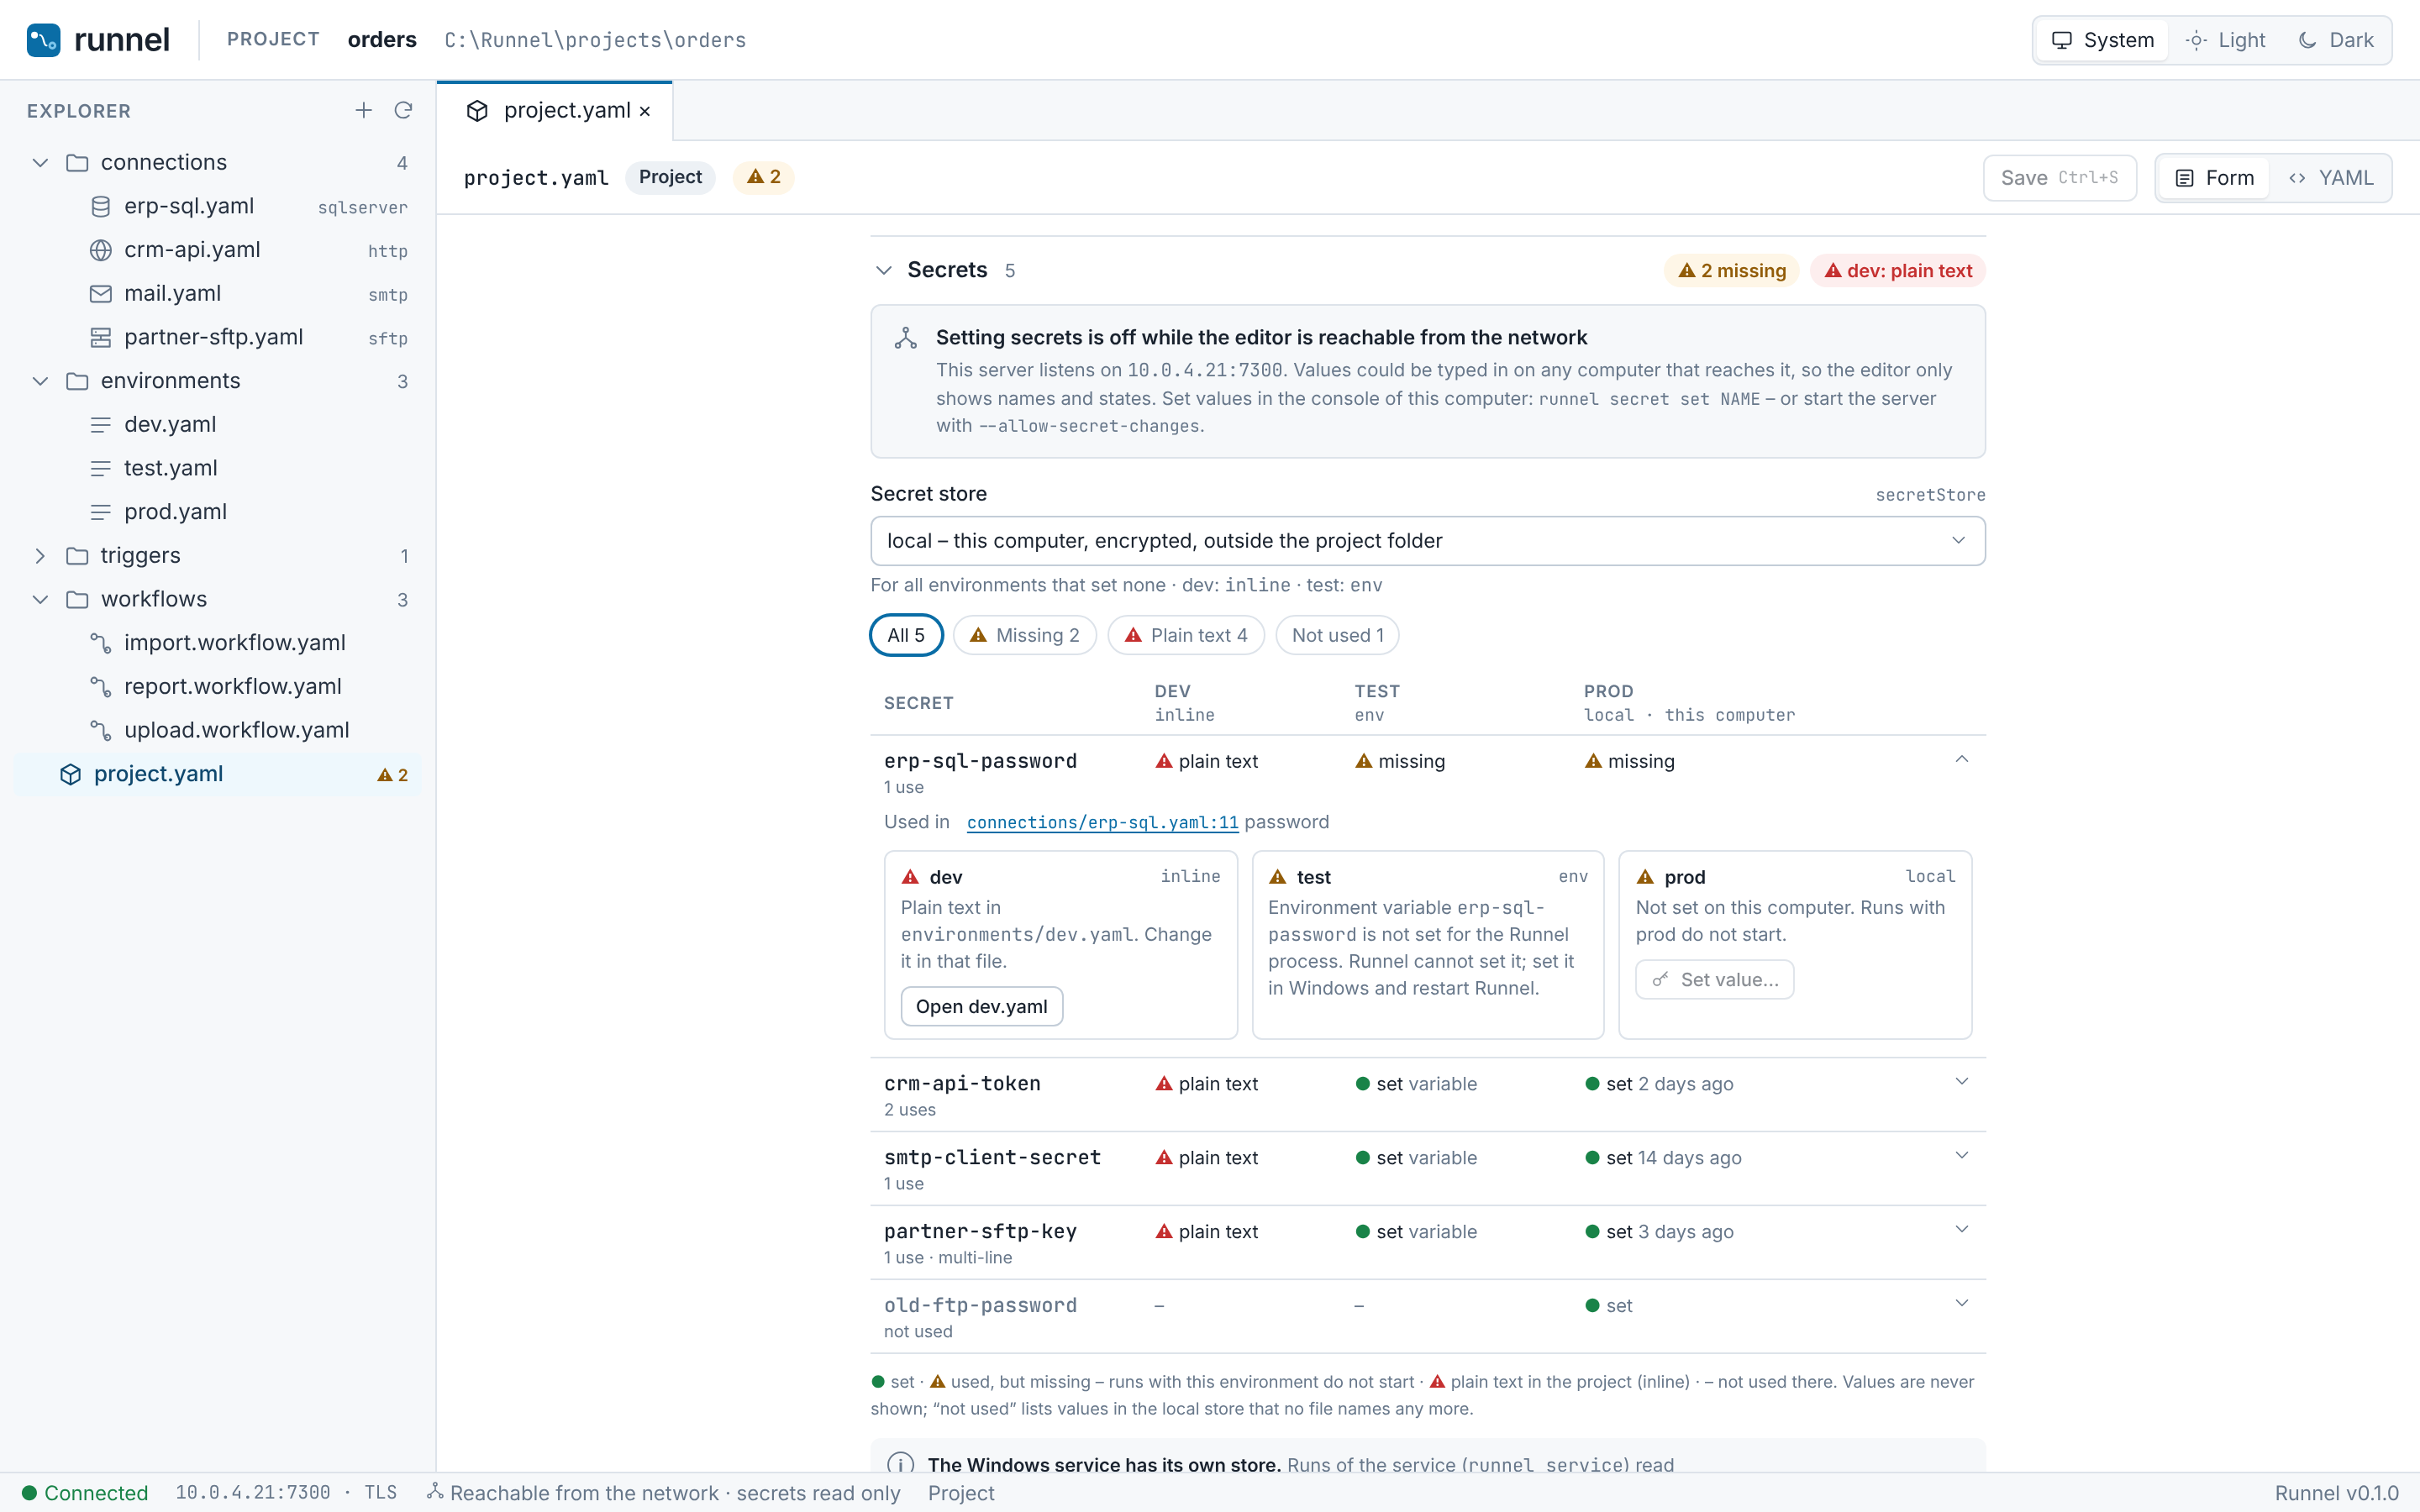 runnel PROJECT orders C:\Runnel\projects\orders System Light Dark
EXPLORER
connections 4
erp-sql.yaml sqlserver
crm-api.yaml http
mail.yaml smtp
partner-sftp.yaml sftp
environments 3
dev.yaml
test.yaml
prod.yaml
triggers 1
workflows 3
import.workflow.yaml
report.workflow.yaml
upload.workflow.yaml
project.yaml 2
project.yaml ×
project.yaml Project 2 Save Ctrl+S Form YAML
Secrets 5 2 missing dev: plain text
Setting secrets is off while the editor is reachable from the network
This server listens on 10.0.4.21:7300. Values could be typed in on any computer that reaches it, so the editor only
shows names and states. Set values in the console of this computer: runnel secret set NAME – or start the server
with --allow-secret-changes.
Secret store secretStore
local – this computer, encrypted, outside the project folder
For all environments that set none · dev: inline · test: env
All 5 Missing 2 Plain text 4 Not used 1
SECRET DEV TEST PROD
inline env local · this computer
erp-sql-password plain text missing missing
1 use
Used in connections/erp-sql.yaml:11 password
dev inline
Plain text in
environments/dev.yaml. Change
it in that file.
Open dev.yaml
test env
Environment variable erp-sql-
password is not set for the Runnel
process. Runnel cannot set it; set it
in Windows and restart Runnel.
prod local
Not set on this computer. Runs with
prod do not start.
Set value...
crm-api-token plain text set variable set 2 days ago
2 uses
smtp-client-secret plain text set variable set 14 days ago
1 use
partner-sftp-key plain text set variable set 3 days ago
1 use · multi-line
old-ftp-password – – set
not used
set · used, but missing – runs with this environment do not start · plain text in the project (inline) · – not used there. Values are never
shown; “not used” lists values in the local store that no file names any more.
The Windows service has its own store. Runs of the service (runnel service) read
Connected 10.0.4.21:7300 · TLS Reachable from the network · secrets read only Project Runnel v0.1.0